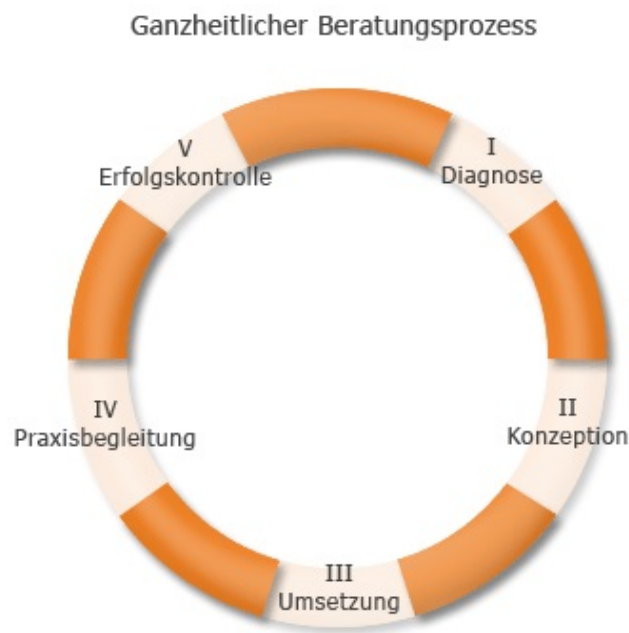 Ganzheitlicher Beratungsprozess
I
Diagnose
II
Konzeption
III
Umsetzung
IV
Praxisbegleitung
V
Erfolgskontrolle